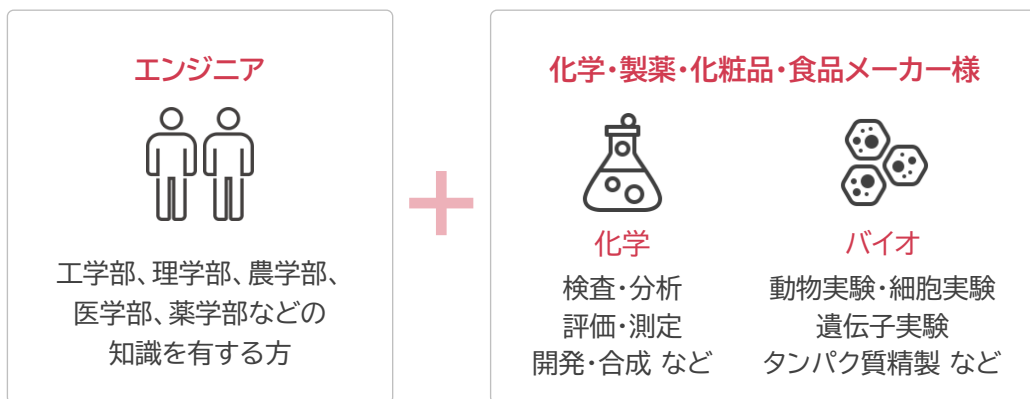 エンジニア
工学部、理学部、農学部、
医学部、薬学部などの
知識を有する方
化学・製薬・化粧品・食品メーカー様
化学
検査・分析
評価・測定
開発・合成 など
バイオ
動物実験・細胞実験
遺伝子実験
タンパク質精製 など